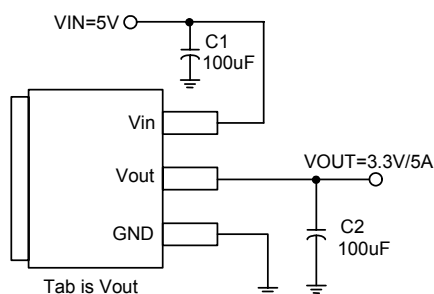 VIN=5V
C1
100uF
Vin
Vout
VOUT=3.3V/5A
GND
C2
100uF
Tab is Vout